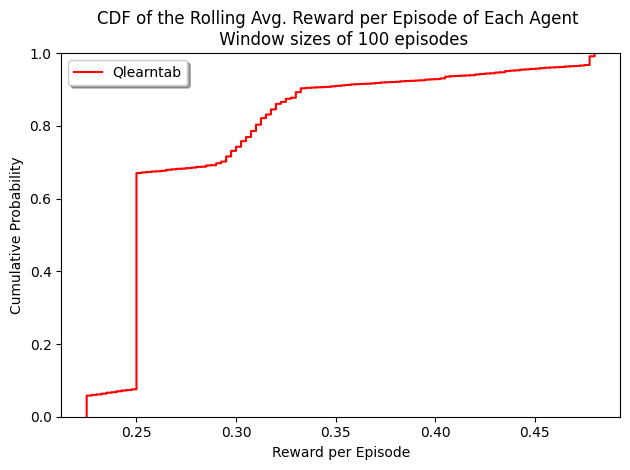 CDF of the Rolling Avg. Reward per Episode of Each Agent
Window sizes of 100 episodes
Qlearntab
1.0
0.8
0.6
0.4
0.2
0.0
Cumulative Probability
0.25 0.30 0.35 0.40 0.45
Reward per Episode